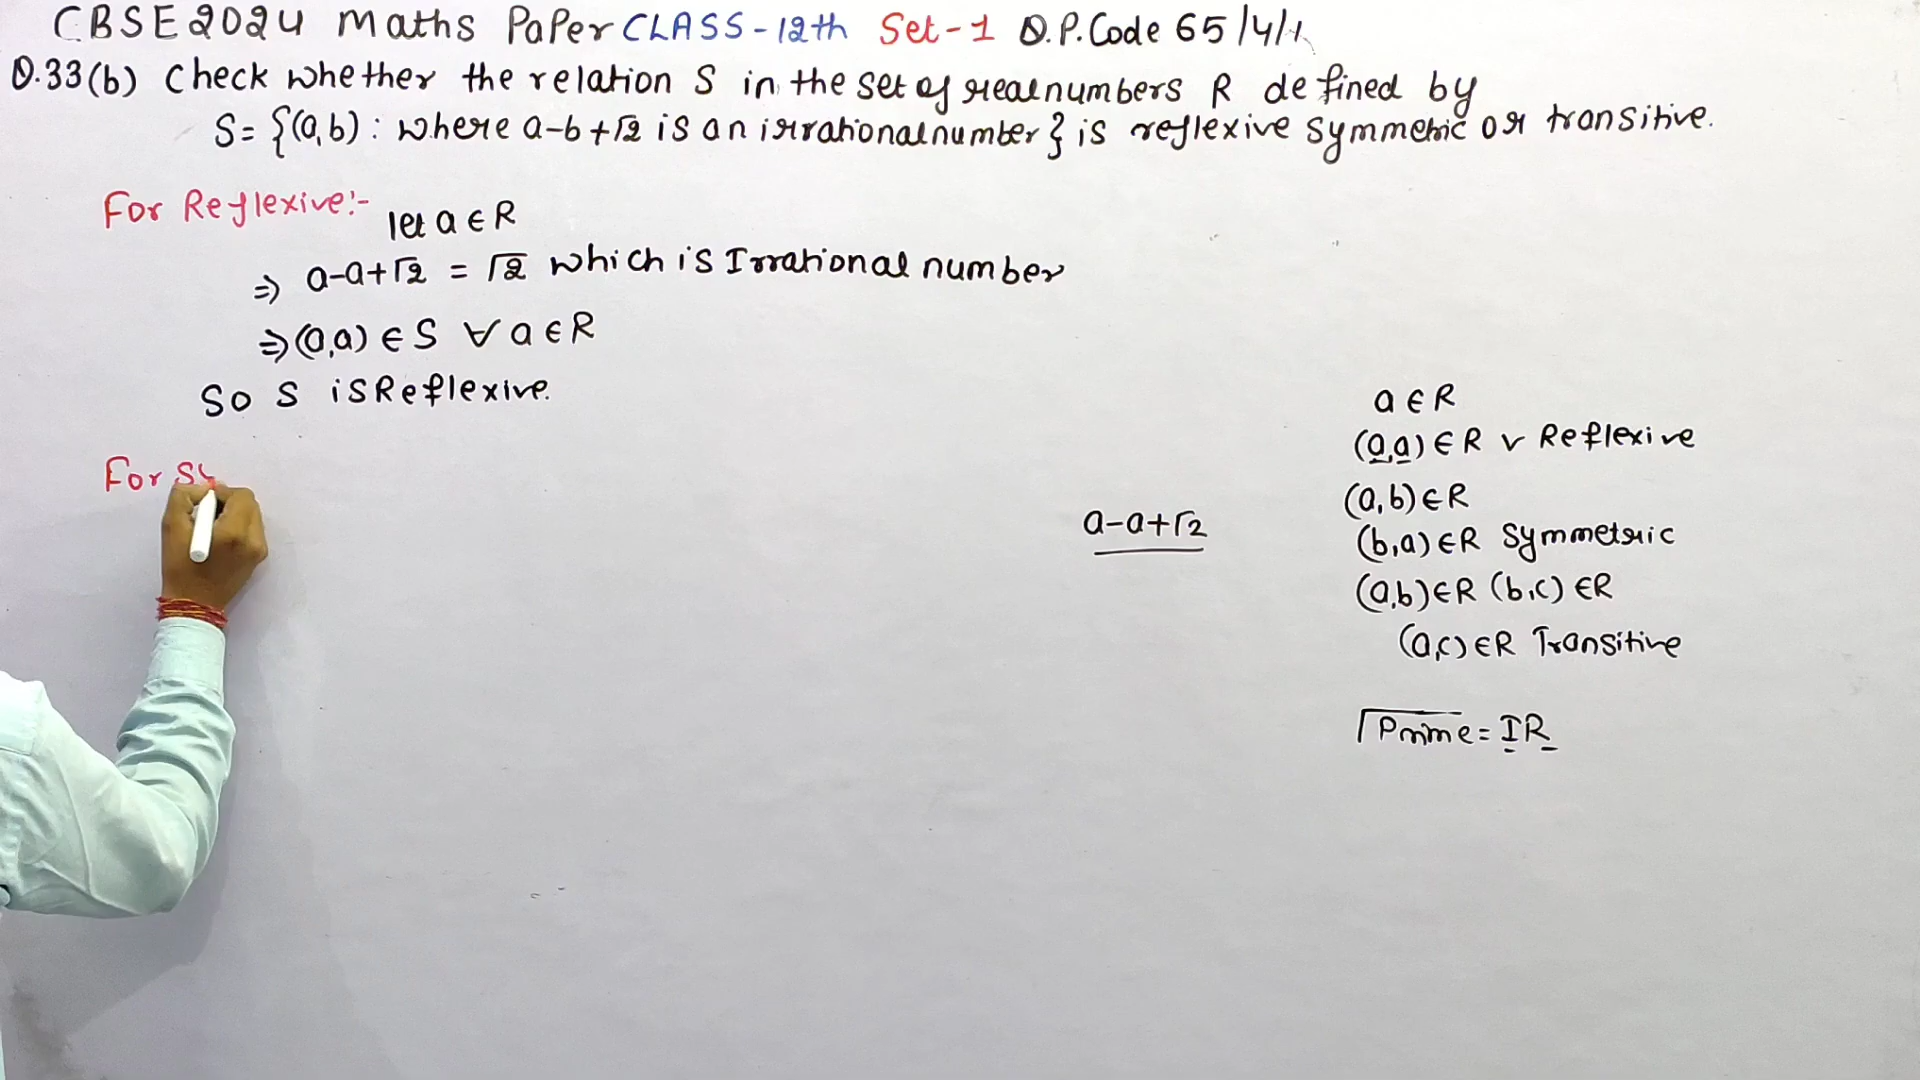 CBSE 2024 Maths Paper CLASS-12th Set-1 Q.P.Code 65/4/1
Q.33(b) Check whether the relation S in the set of real numbers R defined by
S= {(a,b) : where a-b+√2 is an irrational number} is reflexive symmetric or transitive.
For Reflexive:-
let a ∈ R
⇒ a-a+√2 = √2 which is Irrational number
⇒ (a,a) ∈ S ∀ a ∈ R
So S is Reflexive.
For Sy
a-a+√2
a ∈ R
(a,a) ∈ R v Reflexive
(a,b) ∈ R
(b,a) ∈ R Symmetric
(a,b) ∈ R (b,c) ∈ R
(a,c) ∈ R Transitive
√Prime = IR